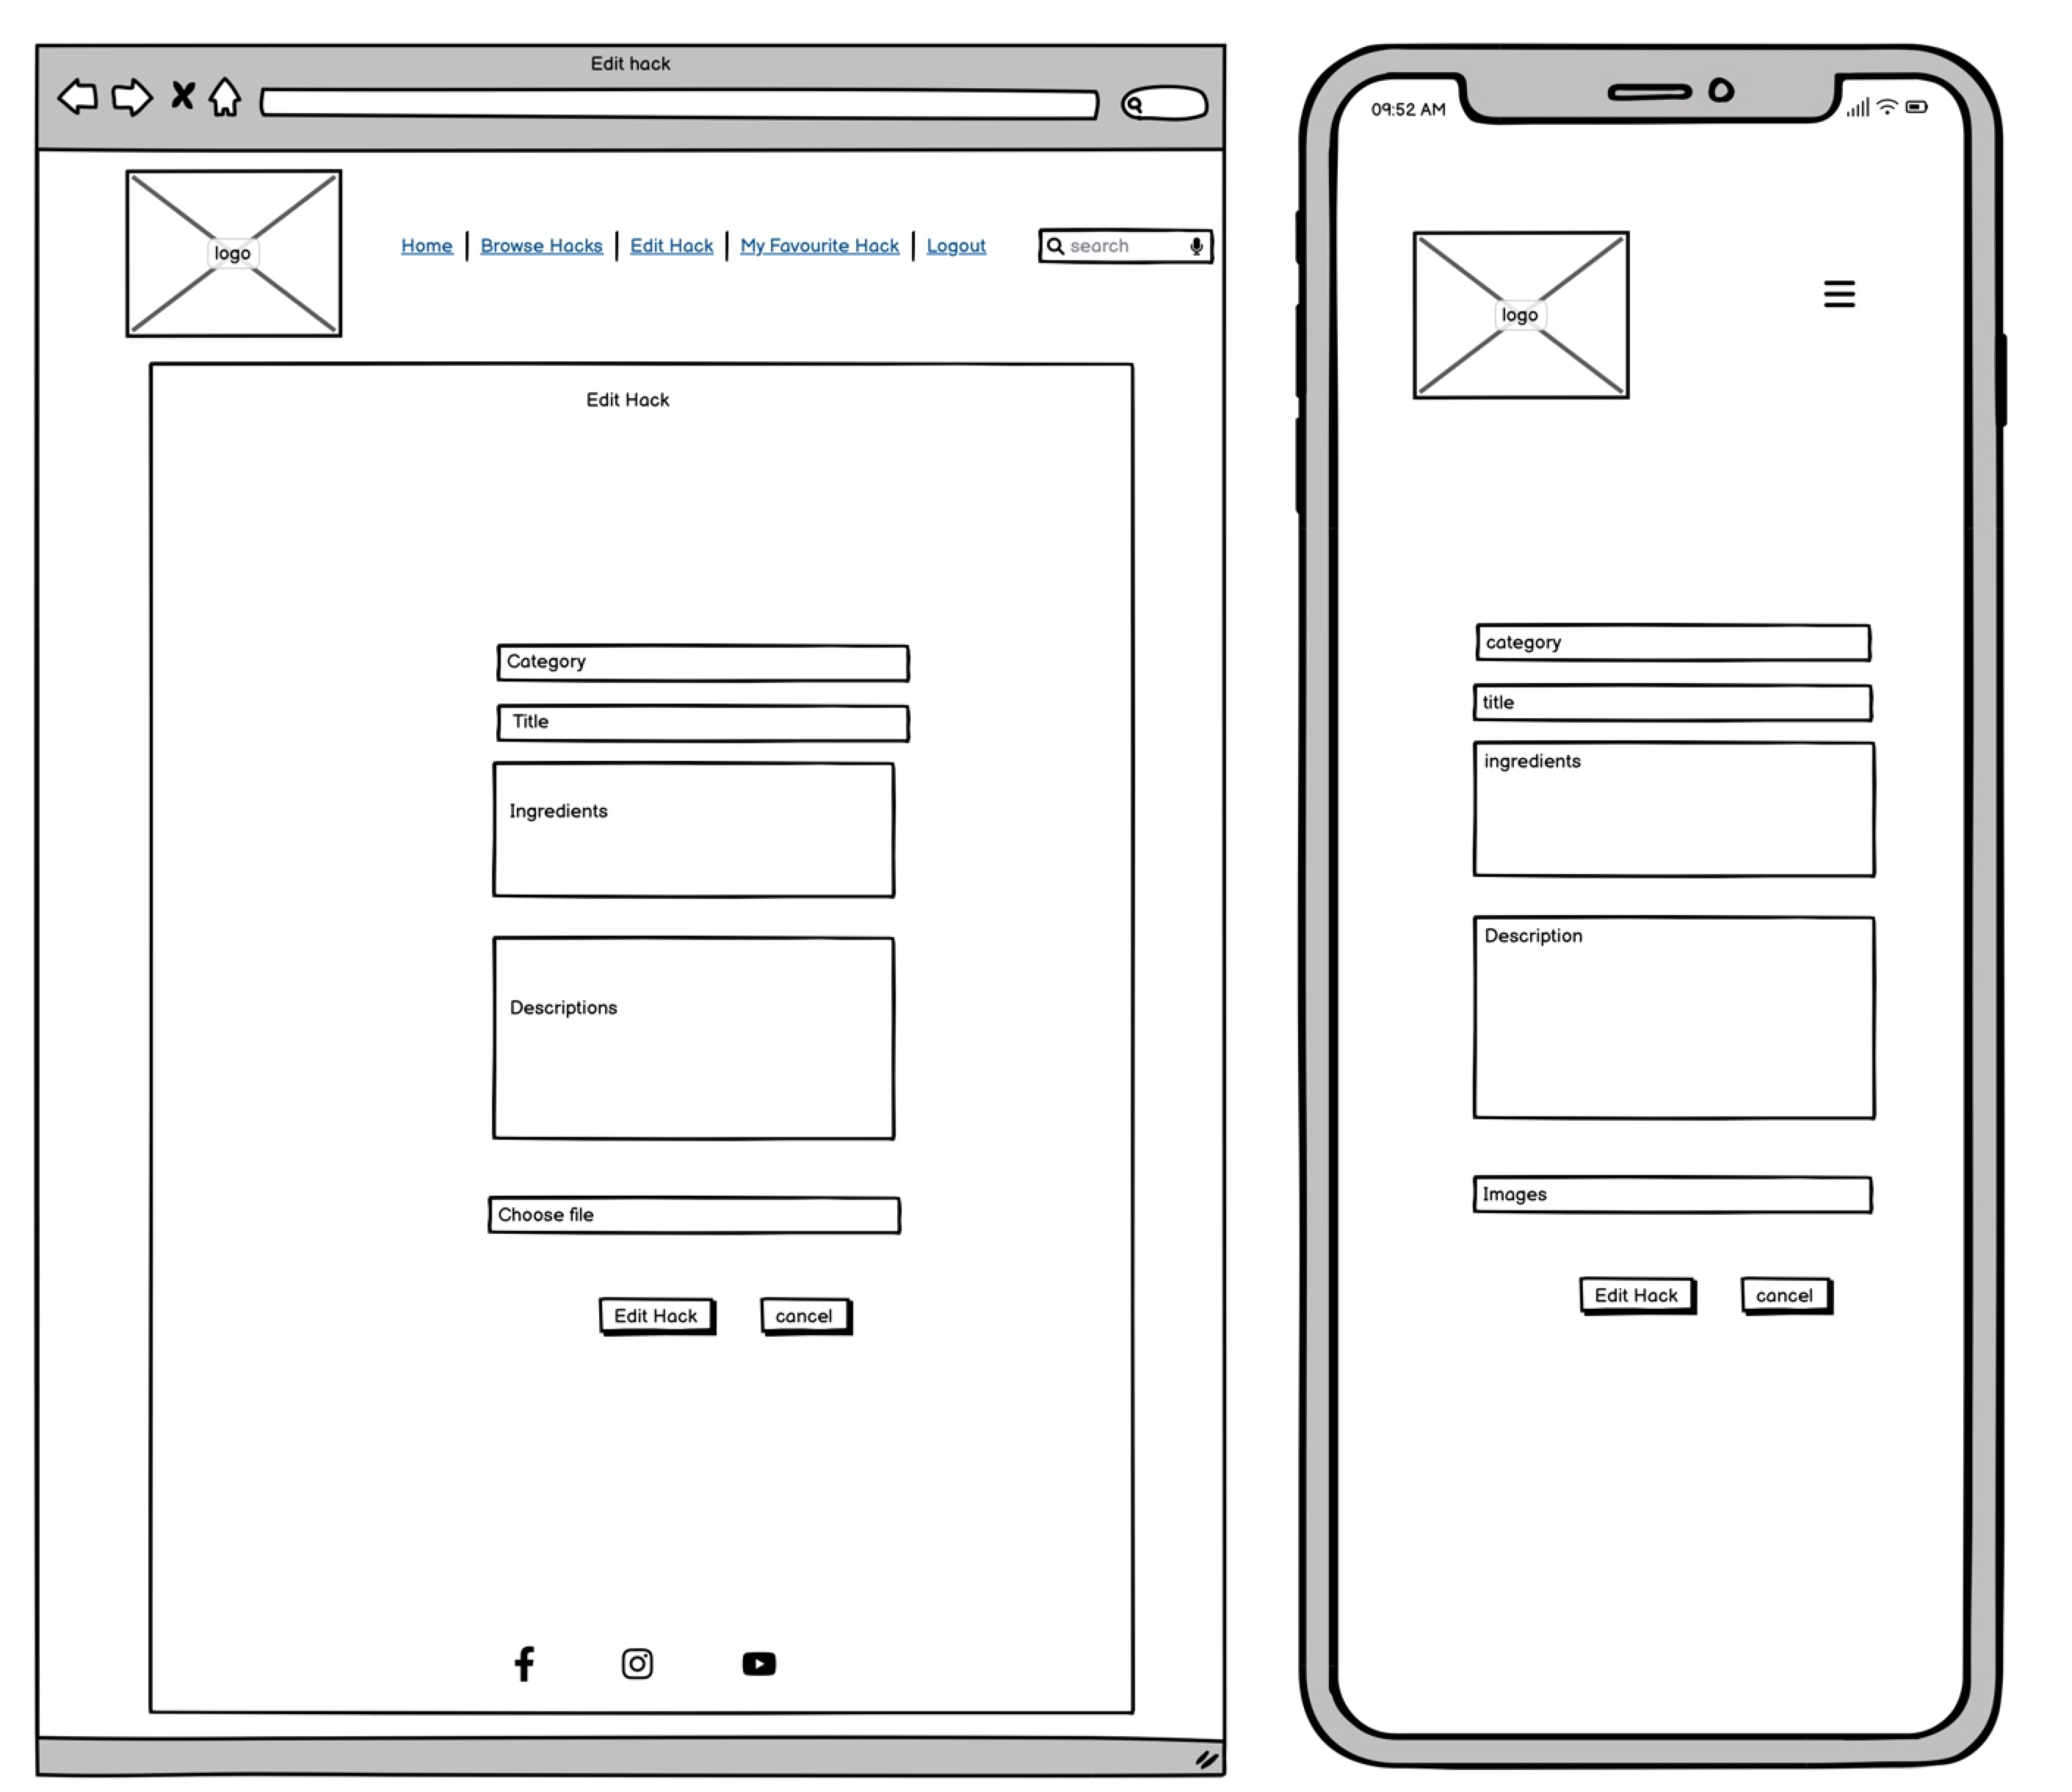 Edit hack
logo
Home Browse Hacks Edit Hack My Favourite Hack Logout search
Edit Hack
Category
Title
Ingredients
Descriptions
Choose file
Edit Hack cancel
09:52 AM
logo
category
title
ingredients
Description
Images
Edit Hack cancel